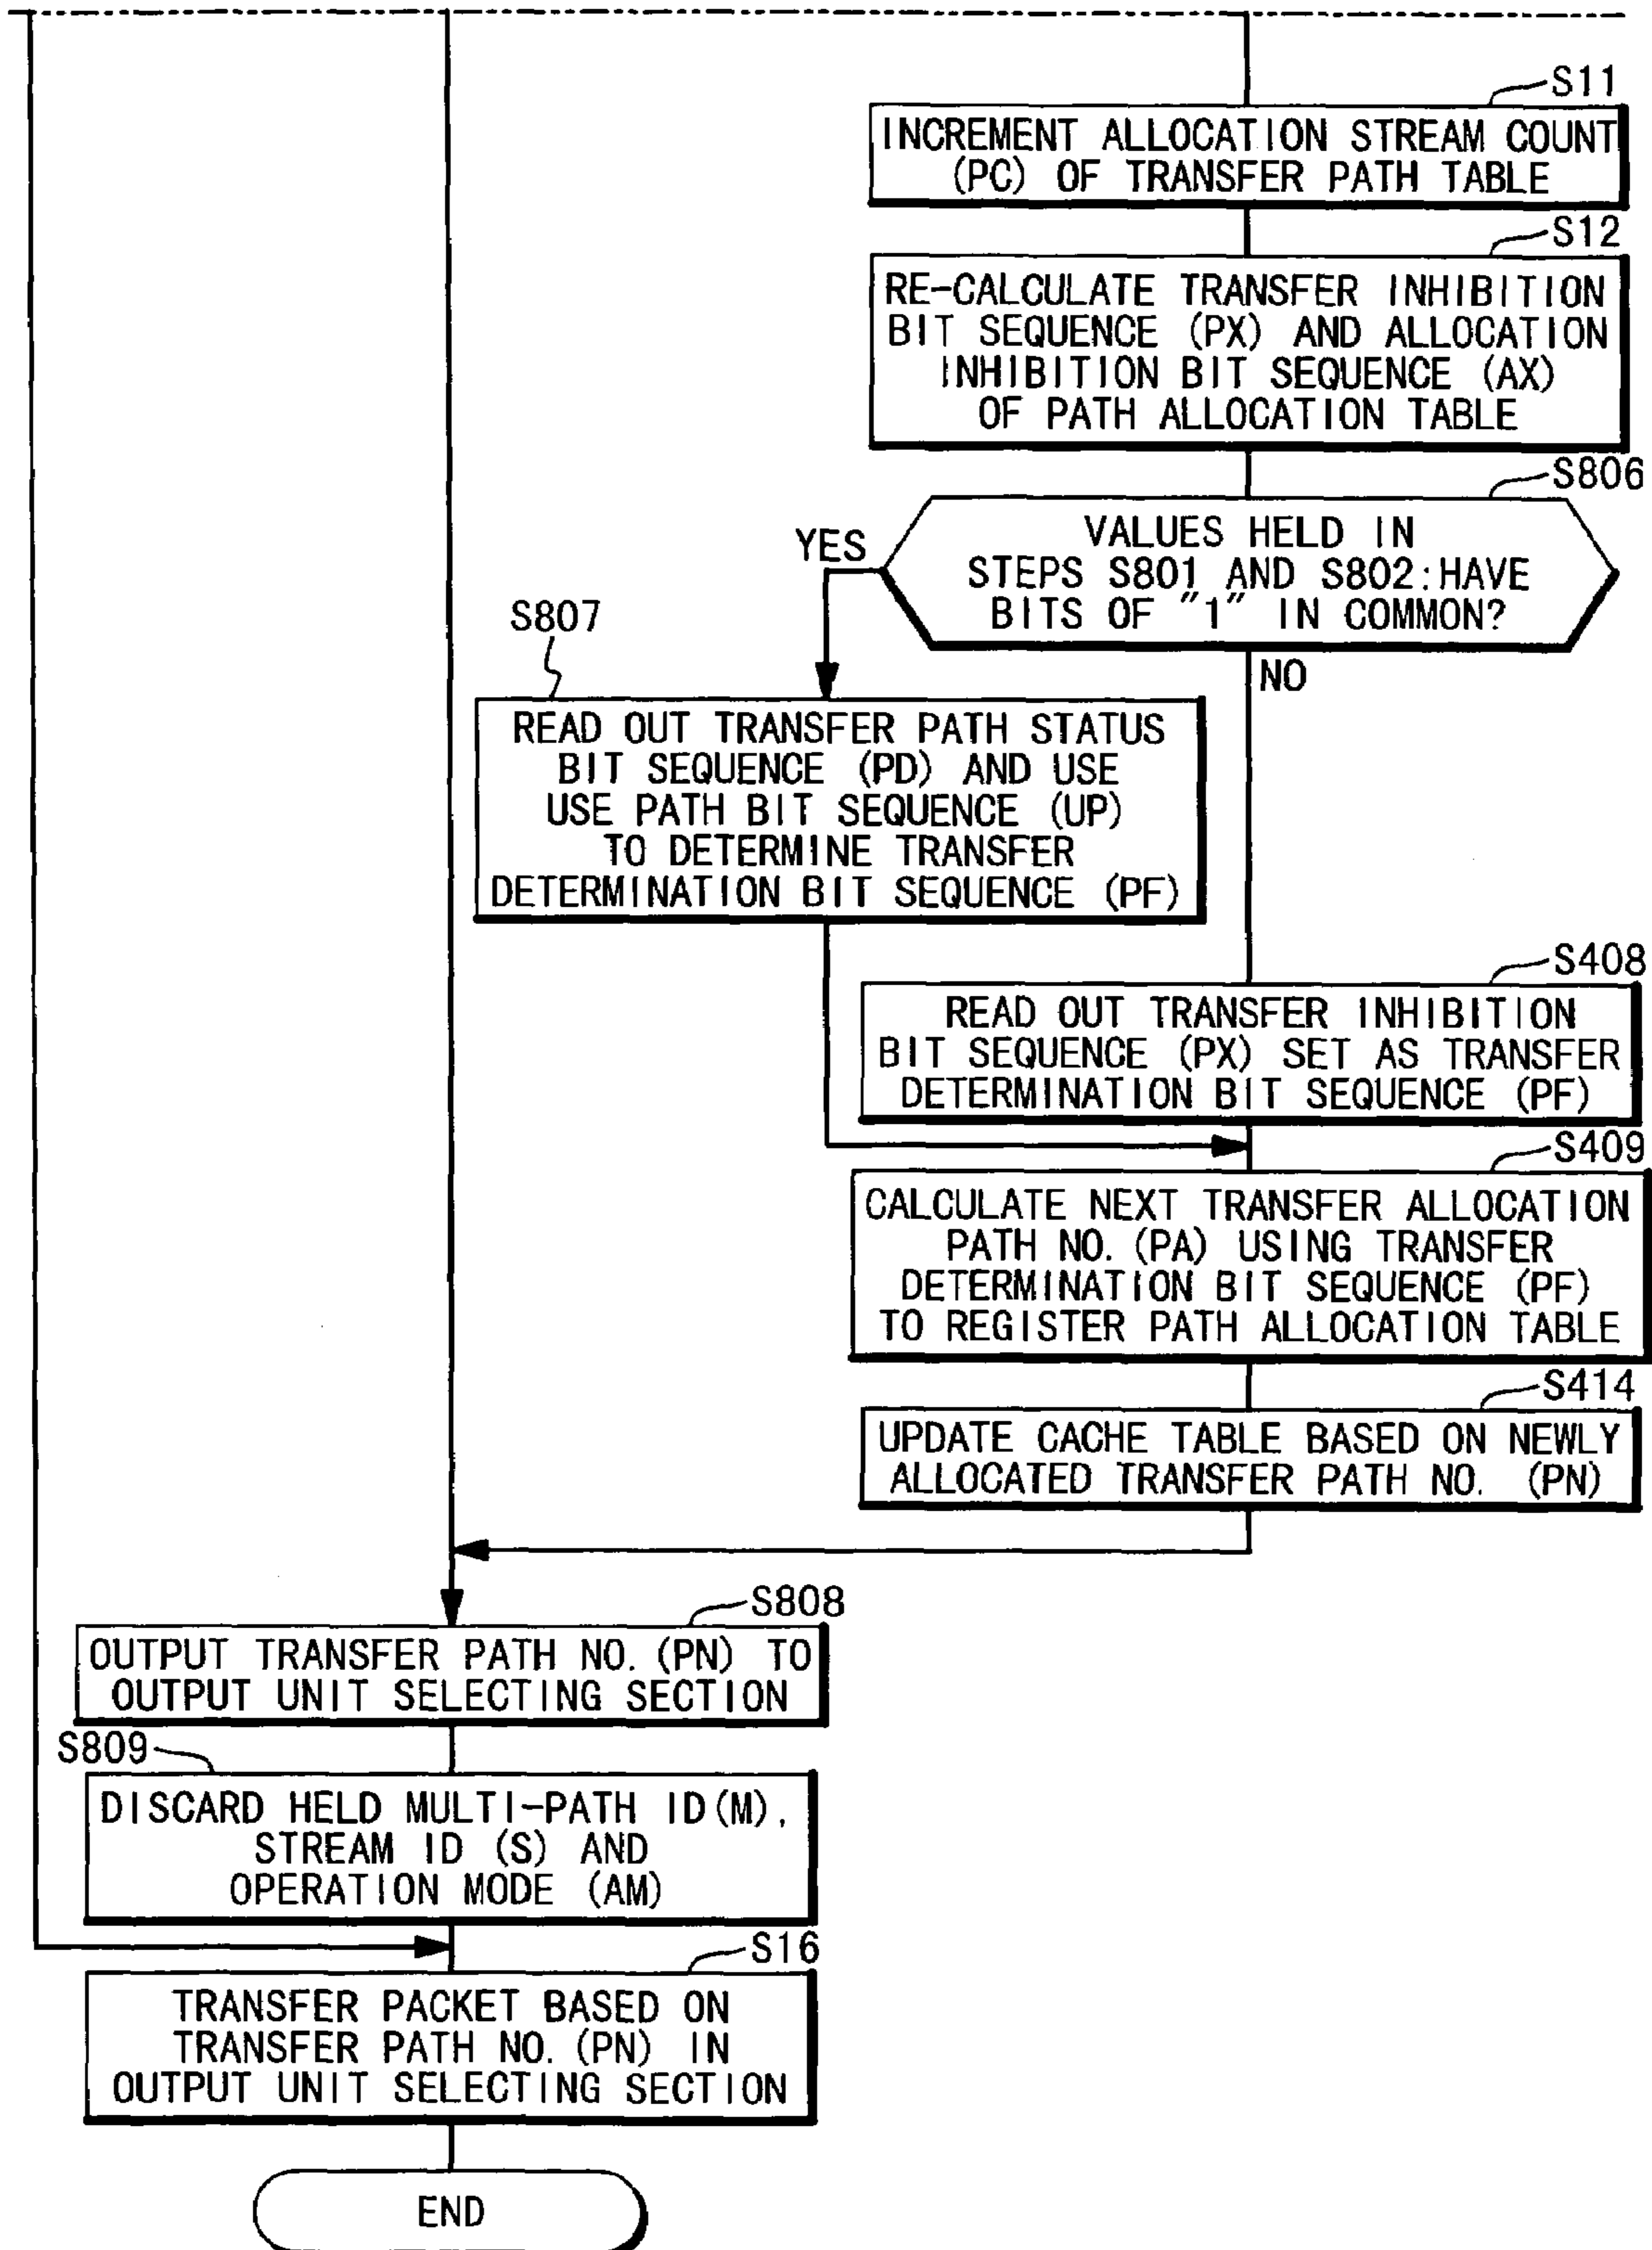 S11
INCREMENT ALLOCATION STREAM COUNT
(PC) OF TRANSFER PATH TABLE
S12
RE-CALCULATE TRANSFER INHIBITION
BIT SEQUENCE (PX) AND ALLOCATION
INHIBITION BIT SEQUENCE (AX)
OF PATH ALLOCATION TABLE
S806
VALUES HELD IN
STEPS S801 AND S802:HAVE
BITS OF "1" IN COMMON?
YES
NO
S807
READ OUT TRANSFER PATH STATUS
BIT SEQUENCE (PD) AND USE
USE PATH BIT SEQUENCE (UP)
TO DETERMINE TRANSFER
DETERMINATION BIT SEQUENCE (PF)
S408
READ OUT TRANSFER INHIBITION
BIT SEQUENCE (PX) SET AS TRANSFER
DETERMINATION BIT SEQUENCE (PF)
S409
CALCULATE NEXT TRANSFER ALLOCATION
PATH NO. (PA) USING TRANSFER
DETERMINATION BIT SEQUENCE (PF)
TO REGISTER PATH ALLOCATION TABLE
S414
UPDATE CACHE TABLE BASED ON NEWLY
ALLOCATED TRANSFER PATH NO. (PN)
S808
OUTPUT TRANSFER PATH NO. (PN) TO
OUTPUT UNIT SELECTING SECTION
S809
DISCARD HELD MULTI-PATH ID(M),
STREAM ID (S) AND
OPERATION MODE (AM)
S16
TRANSFER PACKET BASED ON
TRANSFER PATH NO. (PN) IN
OUTPUT UNIT SELECTING SECTION
END